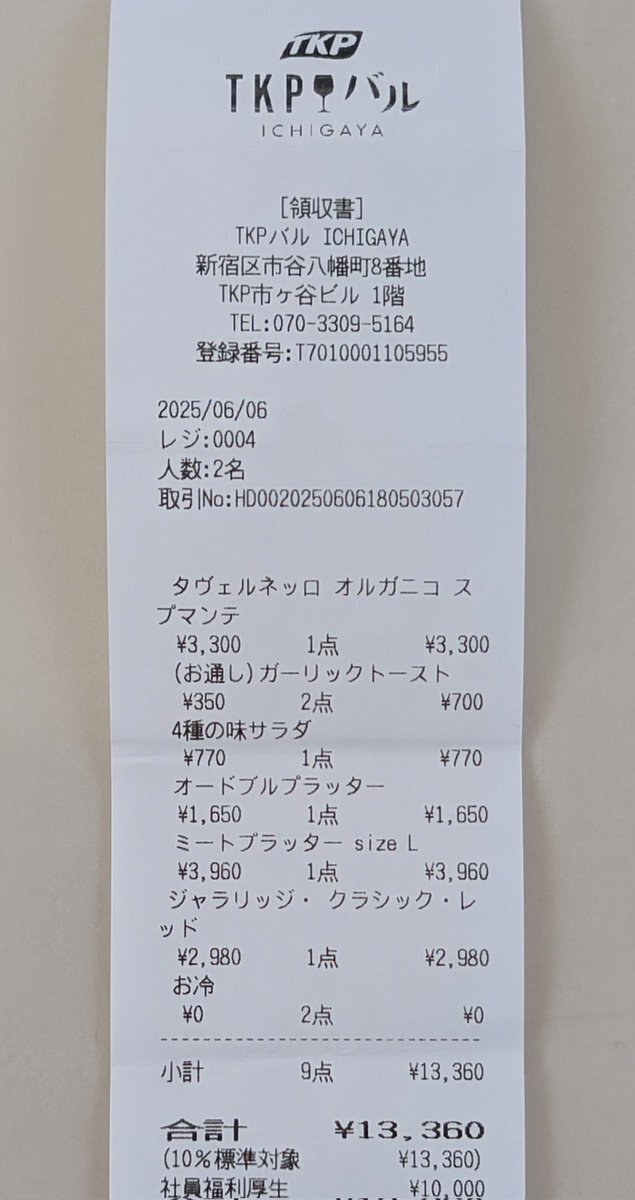 TKP
TKPバル
ICHIGAYA
[領収書]
TKPバル ICHIGAYA
新宿区市谷八幡町8番地
TKP市ヶ谷ビル 1階
TEL:070-3309-5164
登録番号:T7010001105955
2025/06/06
レジ:0004
人数:2名
取引No:HD0020250606180503057
タヴェルネッロ オルガニコ ス
プマンテ
¥3,300 1点 ¥3,300
(お通し)ガーリックトースト
¥350 2点 ¥700
4種の味サラダ
¥770 1点 ¥770
オードブルプラッター
¥1,650 1点 ¥1,650
ミートプラッター size L
¥3,960 1点 ¥3,960
ジャラリッジ・ クラシック・レ
ッド
¥2,980 1点 ¥2,980
お冷
¥0 2点 ¥0
小計 9点 ¥13,360
合計 ¥13,360
(10%標準対象 ¥13,360)
社員福利厚生 ¥10,000